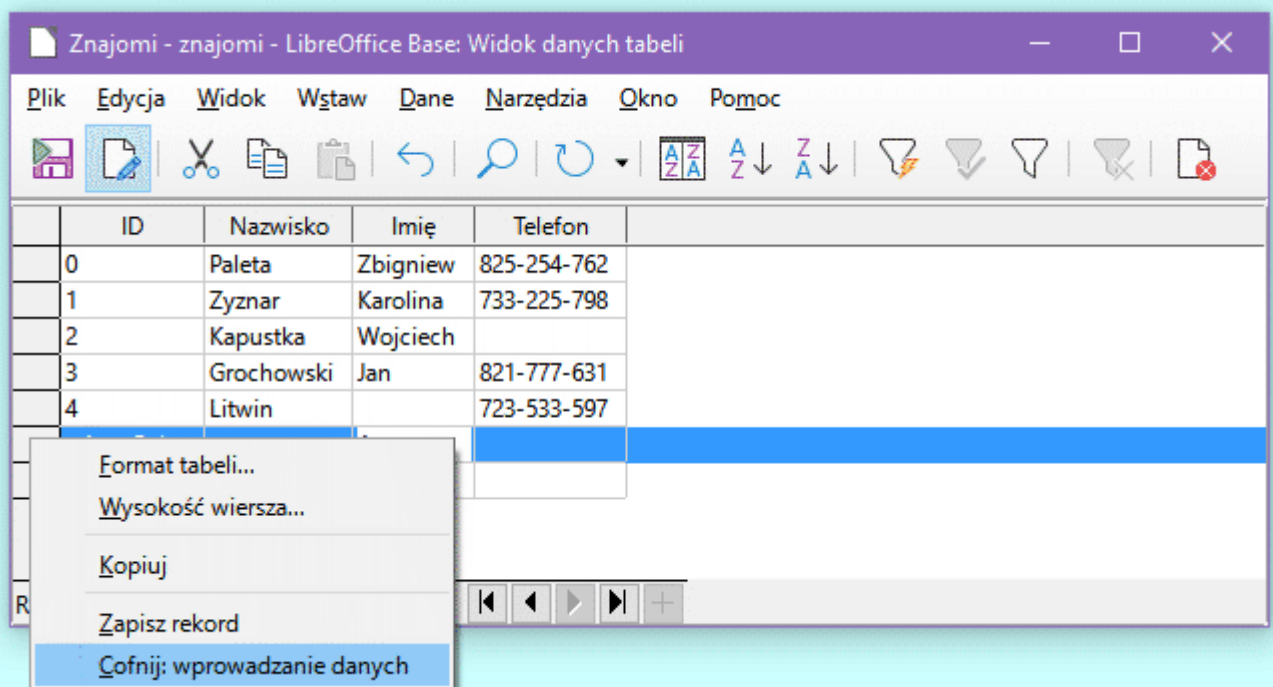 Znajomi - znajomi - LibreOffice Base: Widok danych tabeli
Plik Edycja Widok Wstaw Dane Narzędzia Okno Pomoc
ID Nazwisko Imię Telefon
0 Paleta Zbigniew 825-254-762
1 Zyznar Karolina 733-225-798
2 Kapustka Wojciech
3 Grochowski Jan 821-777-631
4 Litwin 723-533-597
Format tabeli...
Wysokość wiersza...
Kopiuj
Zapisz rekord
Cofnij: wprowadzanie danych